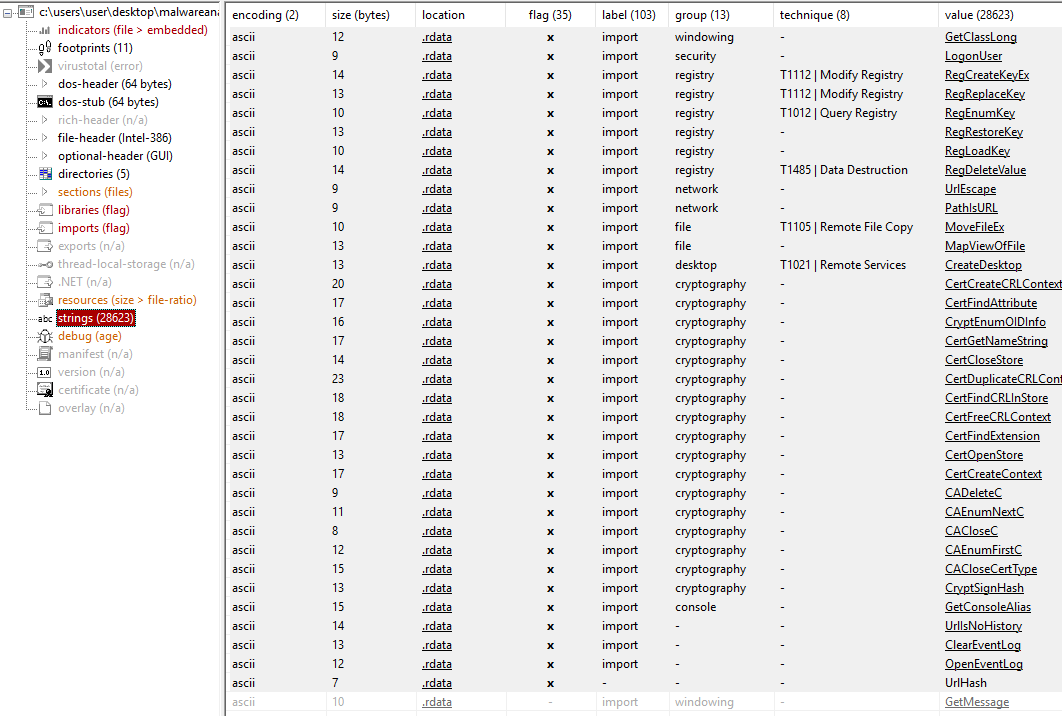 c:\users\user\desktop\malwareana
indicators (file > embedded)
footprints (11)
virustotal (error)
dos-header (64 bytes)
dos-stub (64 bytes)
rich-header (n/a)
file-header (Intel-386)
optional-header (GUI)
directories (5)
sections (files)
libraries (flag)
imports (flag)
exports (n/a)
thread-local-storage (n/a)
.NET (n/a)
resources (size > file-ratio)
abc strings (28623)
debug (age)
manifest (n/a)
1.0 version (n/a)
certificate (n/a)
overlay (n/a)
encoding (2) size (bytes) location flag (35) label (103) group (13) technique (8) value (28623)
ascii 12 .rdata x import windowing - GetClassLong
ascii 9 .rdata x import security - LogonUser
ascii 14 .rdata x import registry T1112 | Modify Registry RegCreateKeyEx
ascii 13 .rdata x import registry T1112 | Modify Registry RegReplaceKey
ascii 10 .rdata x import registry T1012 | Query Registry RegEnumKey
ascii 13 .rdata x import registry - RegRestoreKey
ascii 10 .rdata x import registry - RegLoadKey
ascii 14 .rdata x import registry T1485 | Data Destruction RegDeleteValue
ascii 9 .rdata x import network - UrlEscape
ascii 9 .rdata x import network - PathIsURL
ascii 10 .rdata x import file T1105 | Remote File Copy MoveFileEx
ascii 13 .rdata x import file - MapViewOfFile
ascii 13 .rdata x import desktop T1021 | Remote Services CreateDesktop
ascii 20 .rdata x import cryptography - CertCreateCRLContext
ascii 17 .rdata x import cryptography - CertFindAttribute
ascii 16 .rdata x import cryptography - CryptEnumOIDInfo
ascii 17 .rdata x import cryptography - CertGetNameString
ascii 14 .rdata x import cryptography - CertCloseStore
ascii 23 .rdata x import cryptography - CertDuplicateCRLCont
ascii 18 .rdata x import cryptography - CertFindCRLInStore
ascii 18 .rdata x import cryptography - CertFreeCRLContext
ascii 17 .rdata x import cryptography - CertFindExtension
ascii 13 .rdata x import cryptography - CertOpenStore
ascii 17 .rdata x import cryptography - CertCreateContext
ascii 9 .rdata x import cryptography - CADeleteC
ascii 11 .rdata x import cryptography - CAEnumNextC
ascii 8 .rdata x import cryptography - CACloseC
ascii 12 .rdata x import cryptography - CAEnumFirstC
ascii 15 .rdata x import cryptography - CACloseCertType
ascii 13 .rdata x import cryptography - CryptSignHash
ascii 15 .rdata x import console - GetConsoleAlias
ascii 14 .rdata x import - - UrlIsNoHistory
ascii 13 .rdata x import - - ClearEventLog
ascii 12 .rdata x import - - OpenEventLog
ascii 7 .rdata x - - - UrlHash
ascii 10 .rdata - import windowing - GetMessage